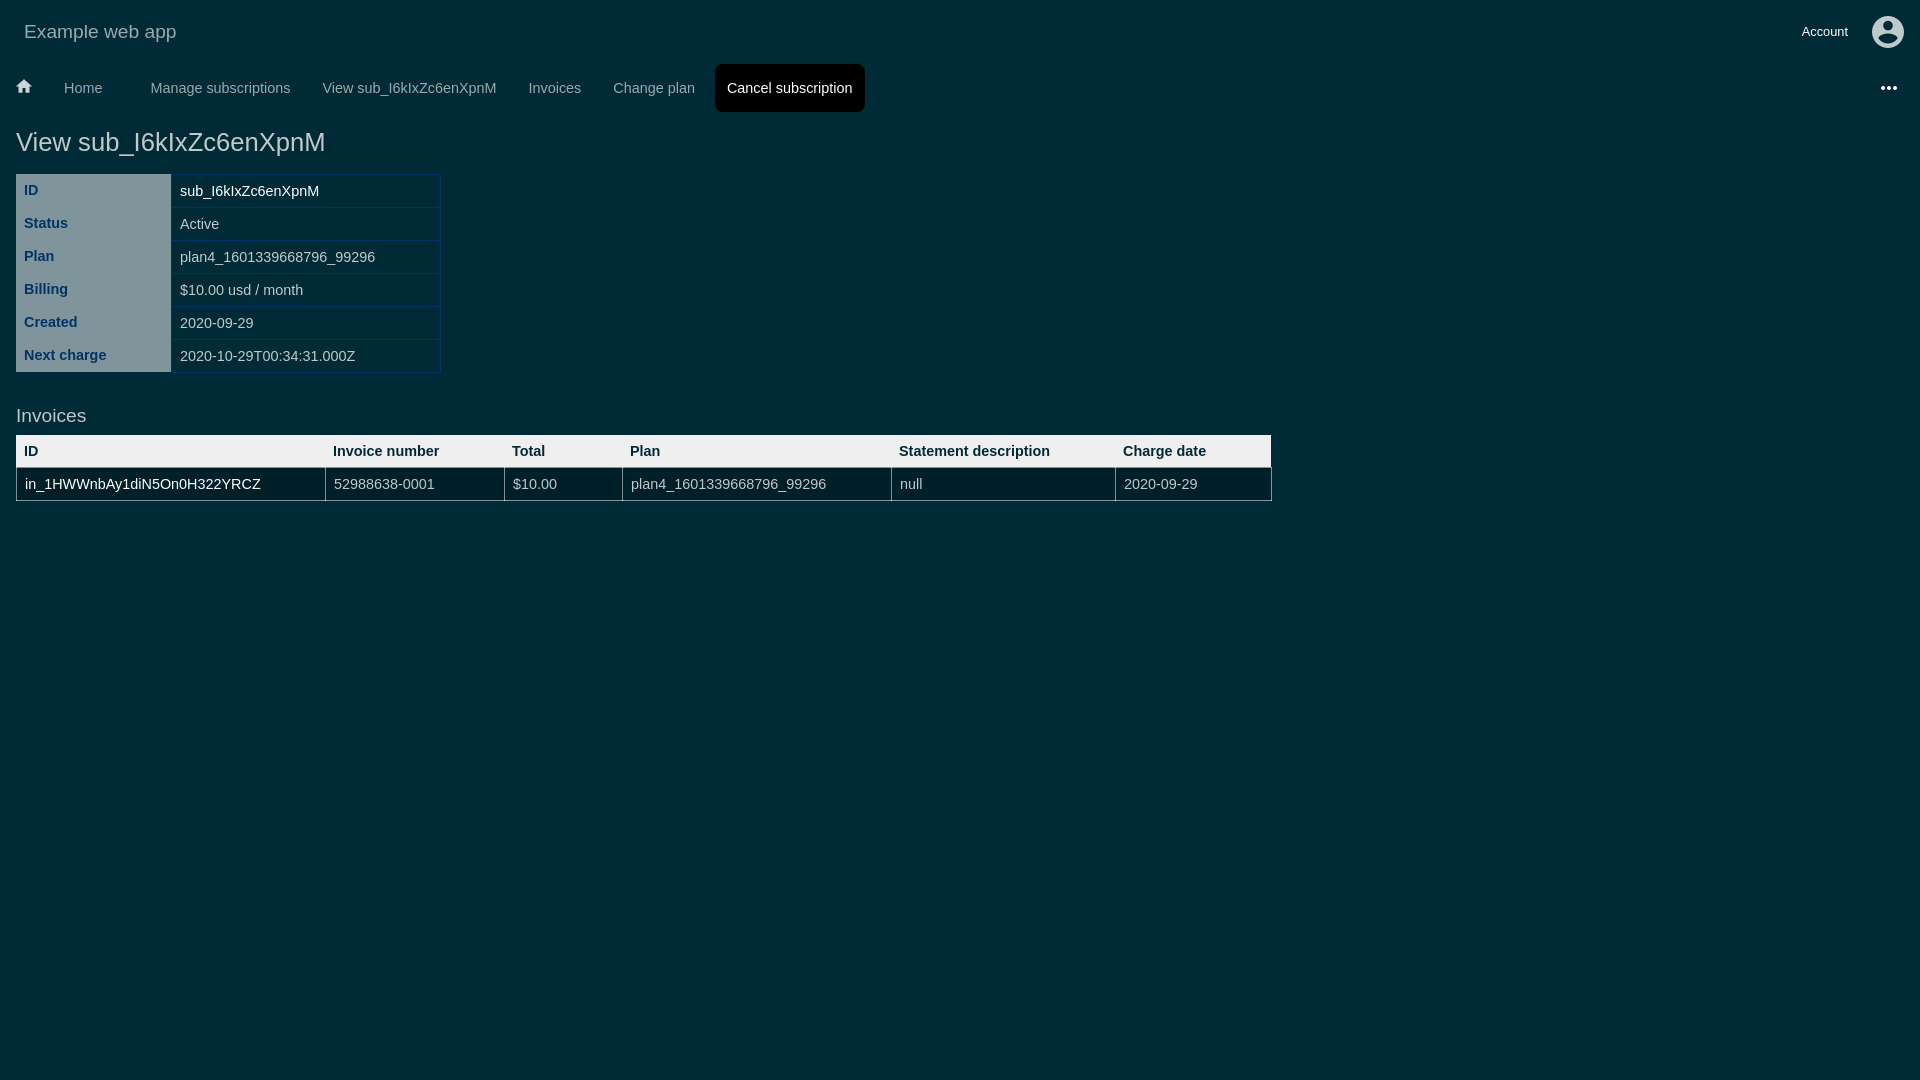 Example web app
Account
Home
Manage subscriptions
View sub_I6kIxZc6enXpnM
Invoices
Change plan
Cancel subscription
View sub_I6kIxZc6enXpnM
ID sub_I6kIxZc6enXpnM
Status Active
Plan plan4_1601339668796_99296
Billing $10.00 usd / month
Created 2020-09-29
Next charge 2020-10-29T00:34:31.000Z
Invoices
ID Invoice number Total Plan Statement description Charge date
in_1HWWnbAy1diN5On0H322YRCZ 52988638-0001 $10.00 plan4_1601339668796_99296 null 2020-09-29